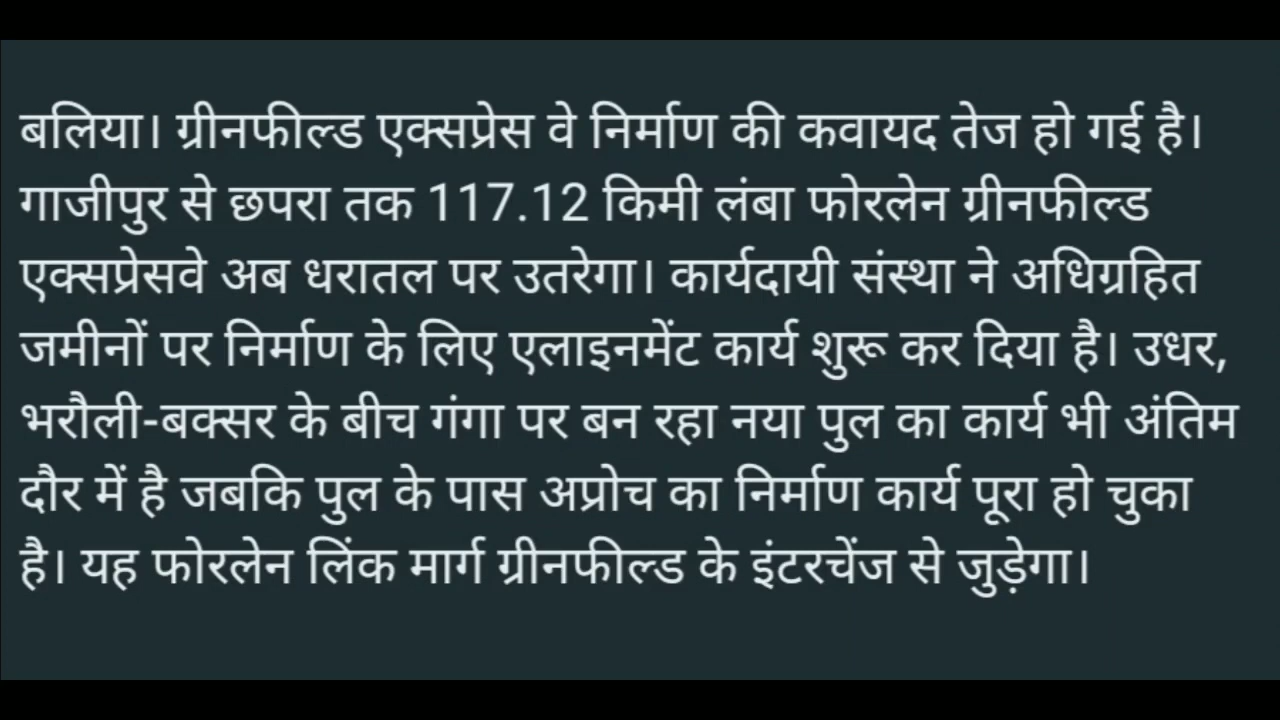 बलिया। ग्रीनफील्ड एक्सप्रेस वे निर्माण की कवायद तेज हो गई है।
गाजीपुर से छपरा तक 117.12 किमी लंबा फोरलेन ग्रीनफील्ड
एक्सप्रेसवे अब धरातल पर उतरेगा। कार्यदायी संस्था ने अधिग्रहित
जमीनों पर निर्माण के लिए एलाइनमेंट कार्य शुरू कर दिया है। उधर,
भरौली-बक्सर के बीच गंगा पर बन रहा नया पुल का कार्य भी अंतिम
दौर में है जबकि पुल के पास अप्रोच का निर्माण कार्य पूरा हो चुका
है। यह फोरलेन लिंक मार्ग ग्रीनफील्ड के इंटरचेंज से जुड़ेगा।